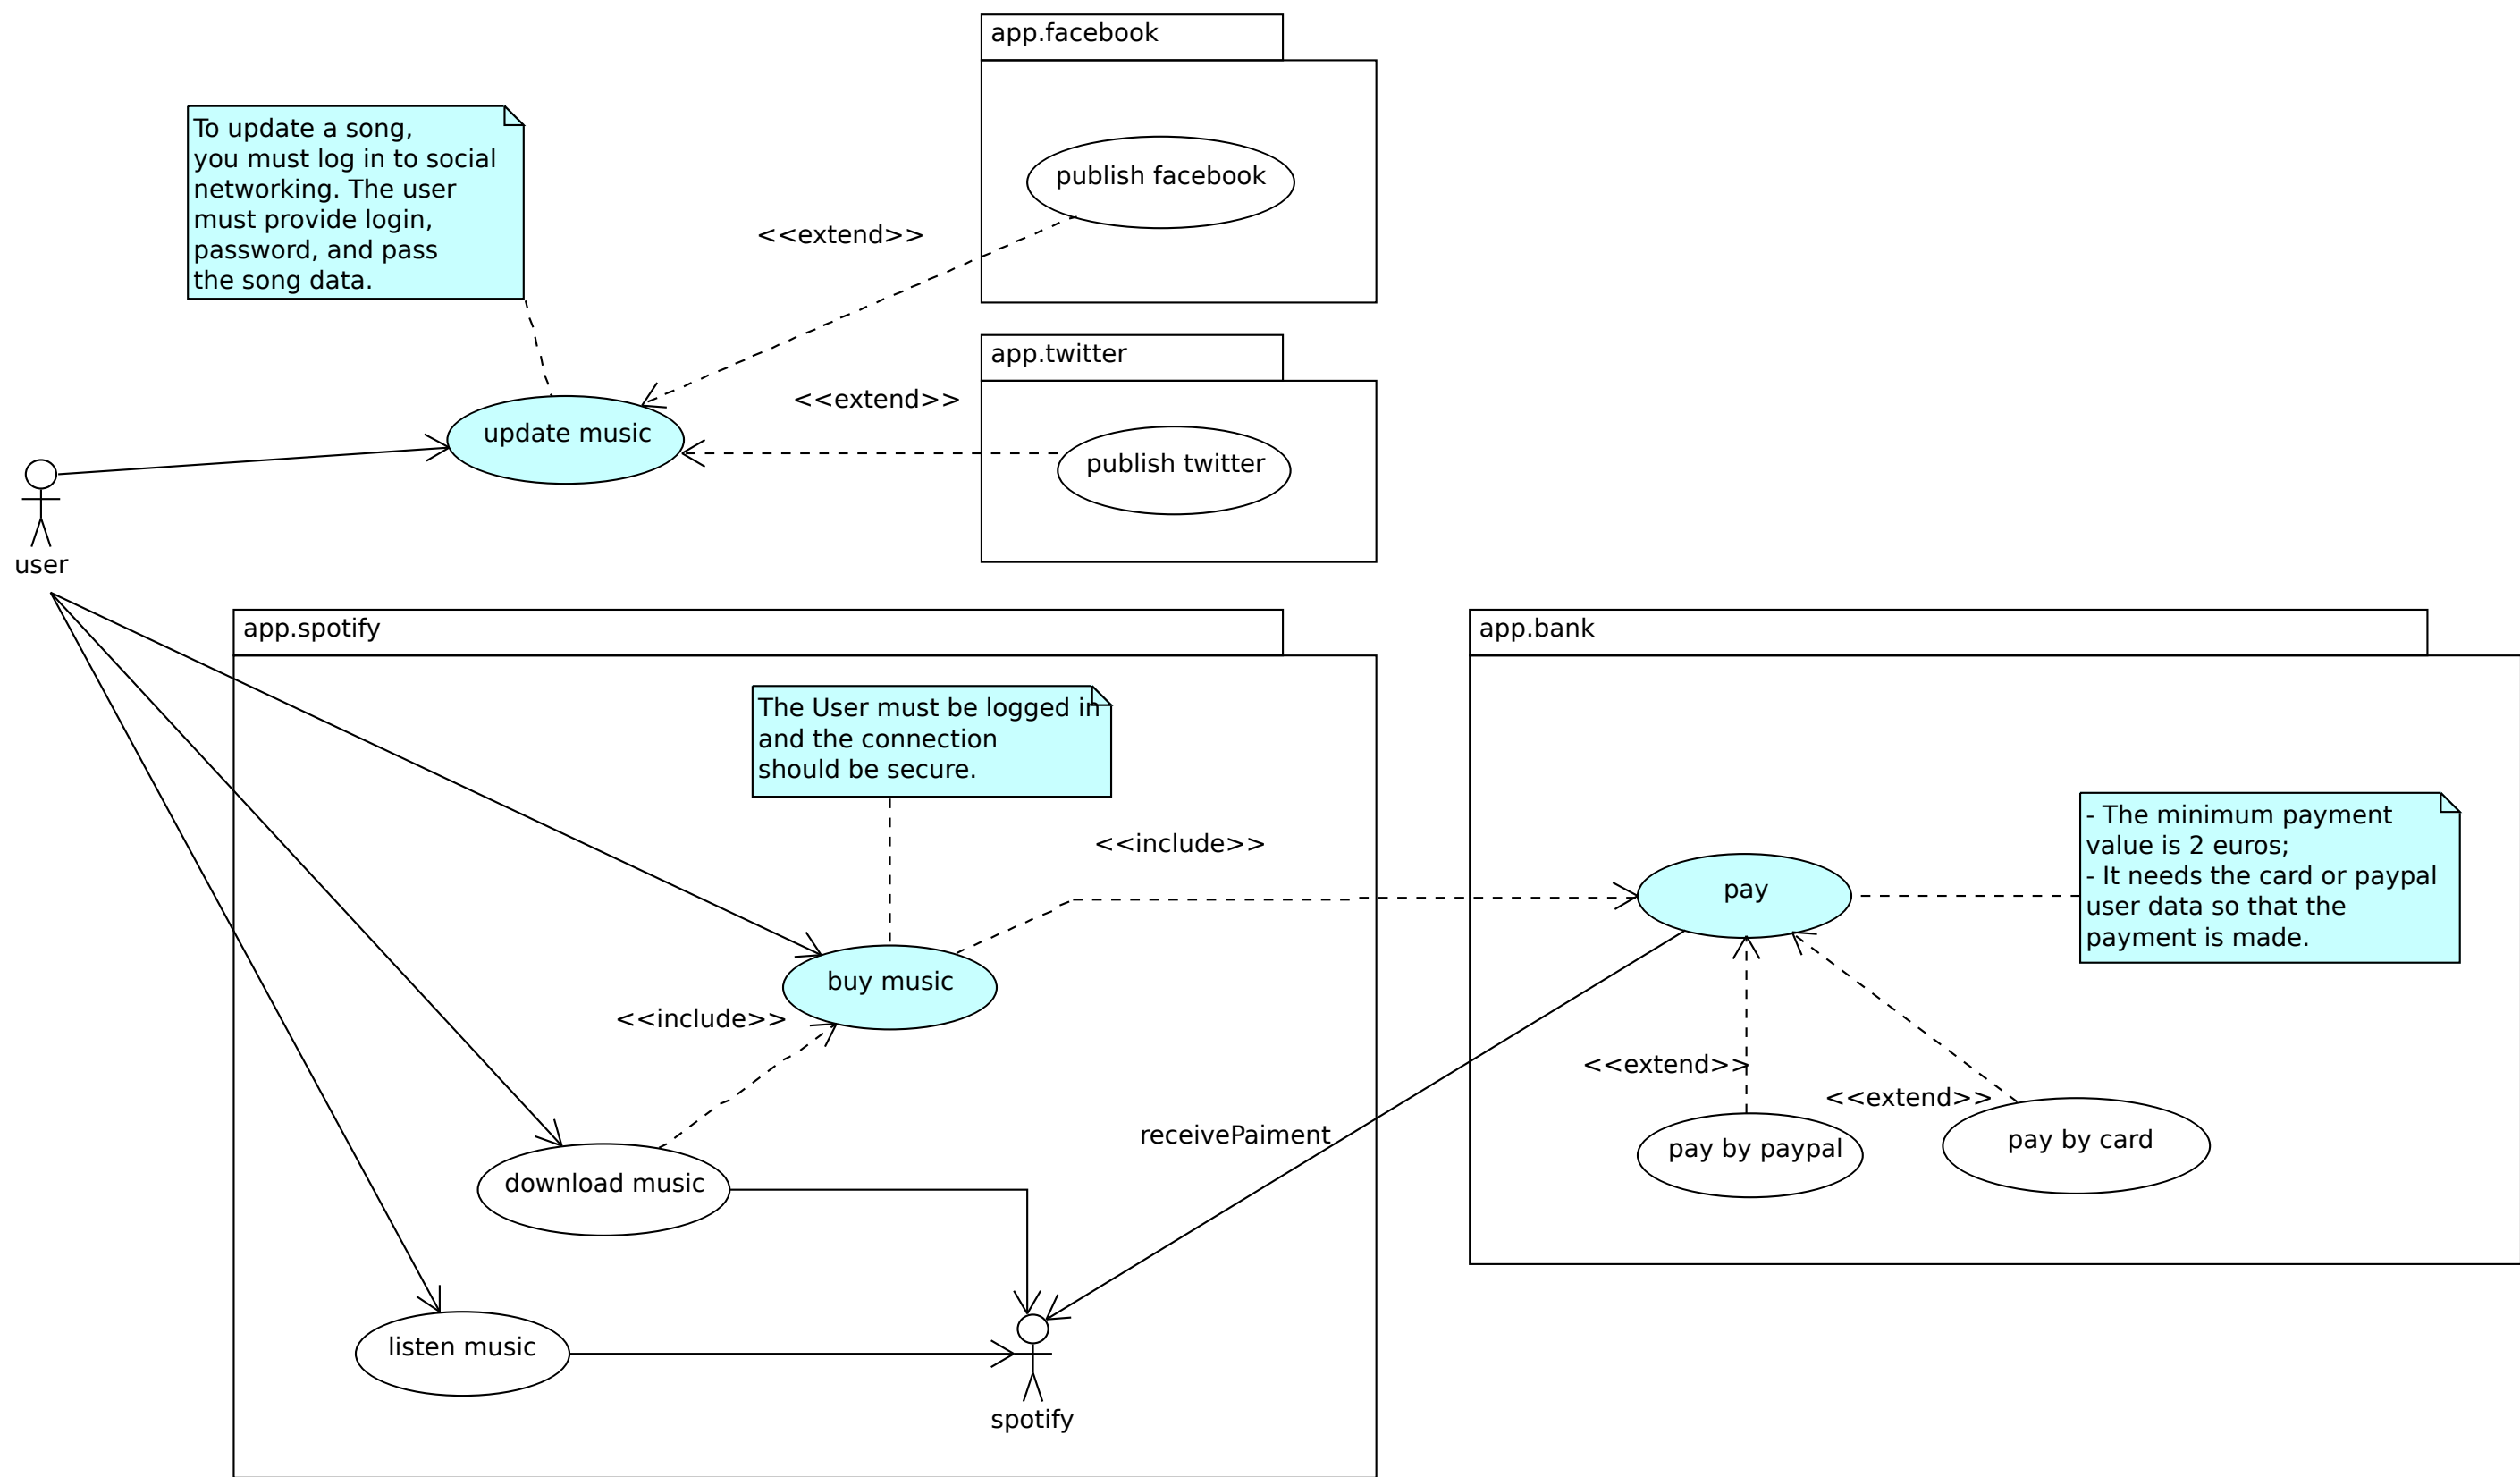 app.facebook
To update a song,
you must log in to social
networking. The user
must provide login,
password, and pass
the song data.
publish facebook
<<extend>>
app.twitter
<<extend>>
update music
publish twitter
user
app.spotify
app.bank
The User must be logged in
and the connection
should be secure.
<<include>>
- The minimum payment
value is 2 euros;
- It needs the card or paypal
user data so that the
payment is made.
pay
buy music
<<include>>
<<extend>>
<<extend>>
receivePaiment
pay by paypal
pay by card
download music
listen music
spotify